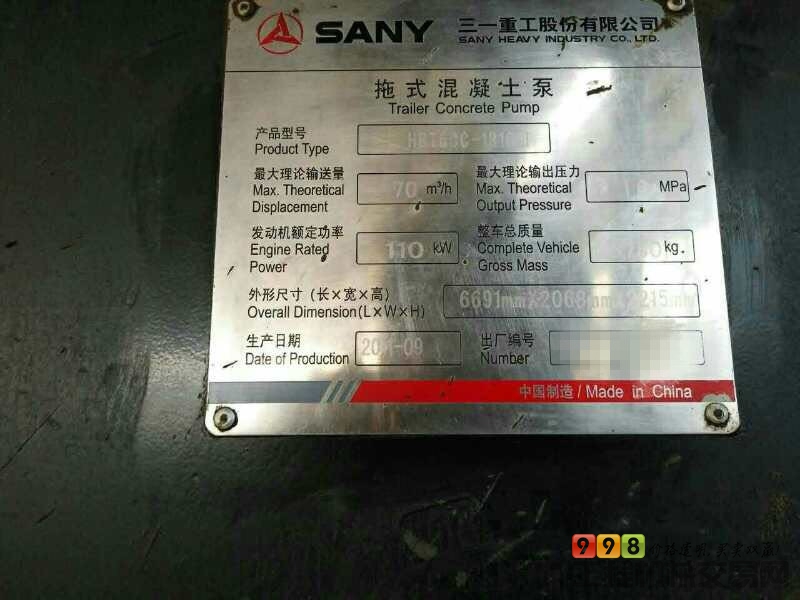 SANY 三一重工股份有限公司
SANY HEAVY INDUSTRY CO., LTD.
拖式混凝土泵
Trailer Concrete Pump
产品型号
Product Type
最大理论输送量
Max. Theoretical
Displacement
70 m³/h
最大理论输出压力
Max. Theoretical
Output Pressure
MPa
发动机额定功率
Engine Rated
Power
110 kW
整车总质量
Complete Vehicle
Gross Mass
kg
外形尺寸（长×宽×高）
Overall Dimension(L×W×H)
6691mm×2068mm×2215mm
生产日期
Date of Production
2011-09
出厂编号
Number
中国制造/Made in China
998